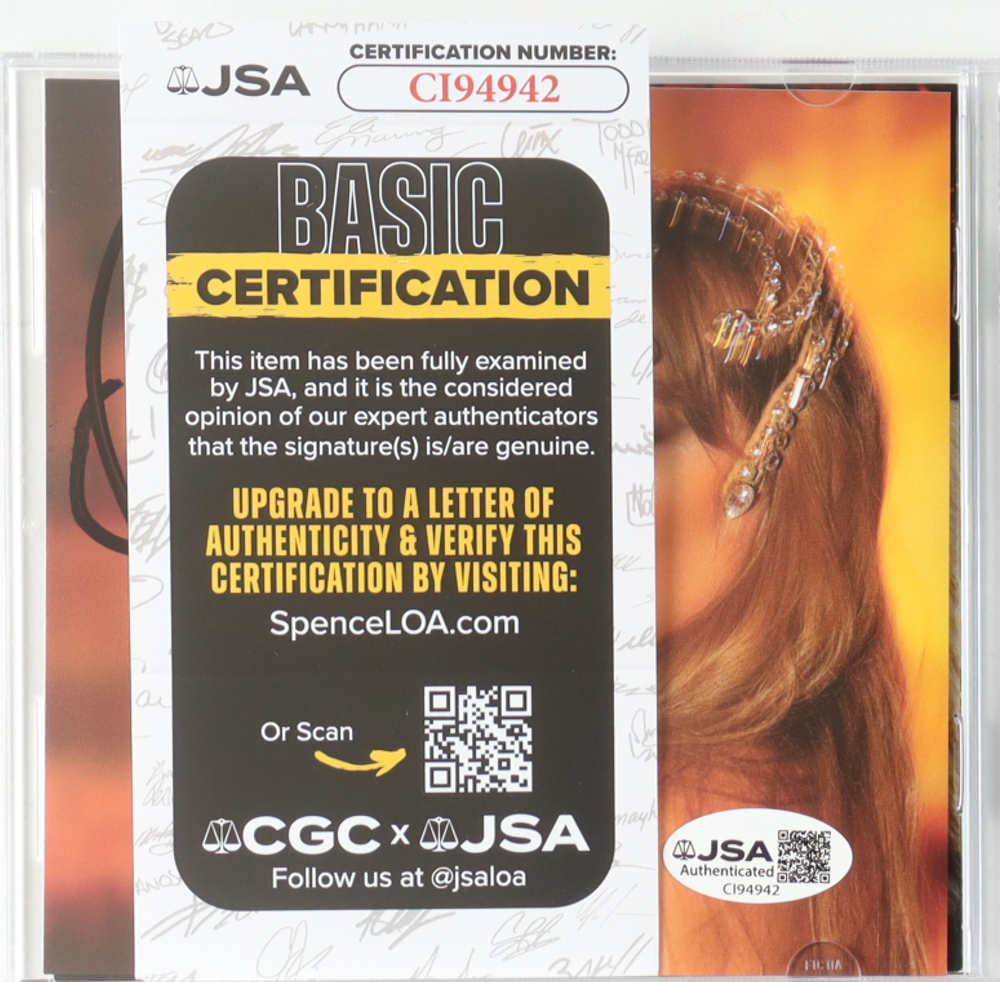 CERTIFICATION NUMBER:
JSA
CI94942
BASIC
CERTIFICATION
This item has been fully examined
by JSA, and it is the considered
opinion of our expert authenticators
that the signature(s) is/are genuine.
UPGRADE TO A LETTER OF
AUTHENTICITY & VERIFY THIS
CERTIFICATION BY VISITING:
SpenceLOA.com
Or Scan
CGC x JSA
Follow us at @jsaloa
JSA
Authenticated
CI94942